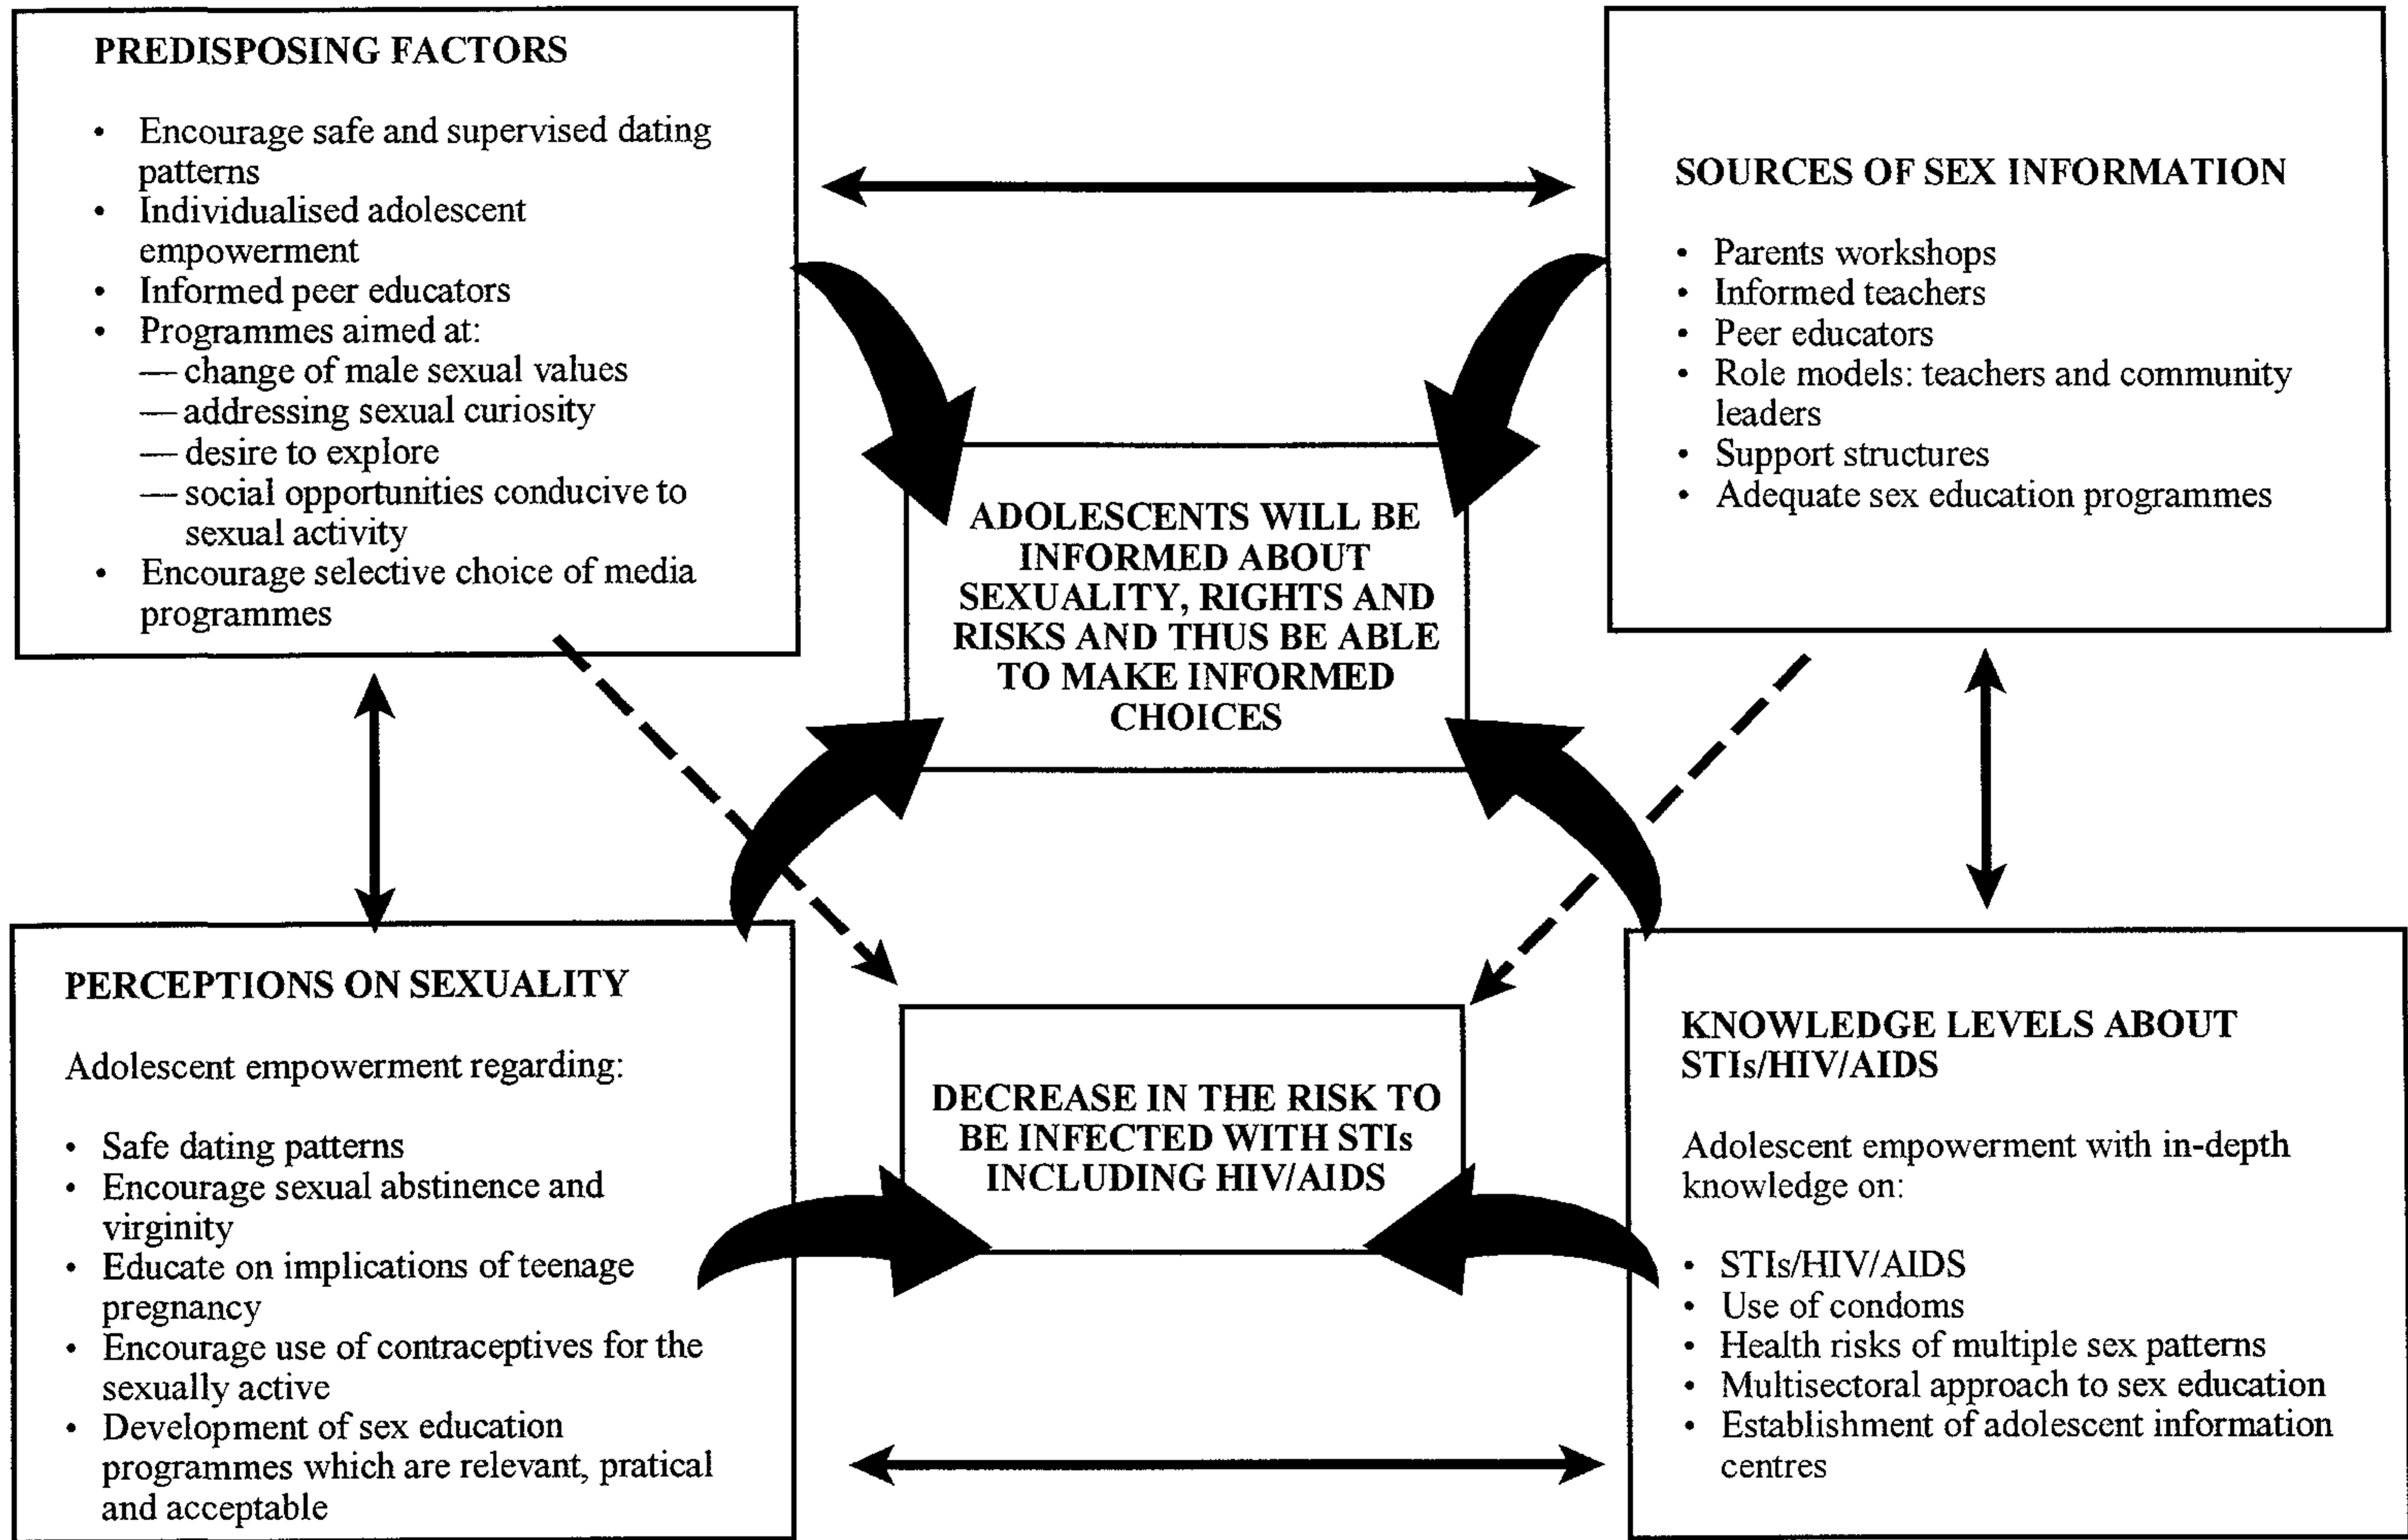 PREDISPOSING FACTORS
• Encourage safe and supervised dating
patterns
• Individualised adolescent
empowerment
• Informed peer educators
• Programmes aimed at:
— change of male sexual values
— addressing sexual curiosity
— desire to explore
— social opportunities conducive to
sexual activity
• Encourage selective choice of media
programmes
SOURCES OF SEX INFORMATION
• Parents workshops
• Informed teachers
• Peer educators
• Role models: teachers and community
leaders
• Support structures
• Adequate sex education programmes
ADOLESCENTS WILL BE
INFORMED ABOUT
SEXUALITY, RIGHTS AND
RISKS AND THUS BE ABLE
TO MAKE INFORMED
CHOICES
PERCEPTIONS ON SEXUALITY
Adolescent empowerment regarding:
• Safe dating patterns
• Encourage sexual abstinence and
virginity
• Educate on implications of teenage
pregnancy
• Encourage use of contraceptives for the
sexually active
• Development of sex education
programmes which are relevant, pratical
and acceptable
DECREASE IN THE RISK TO
BE INFECTED WITH STIs
INCLUDING HIV/AIDS
KNOWLEDGE LEVELS ABOUT
STIs/HIV/AIDS
Adolescent empowerment with in-depth
knowledge on:
• STIs/HIV/AIDS
• Use of condoms
• Health risks of multiple sex patterns
• Multisectoral approach to sex education
• Establishment of adolescent information
centres